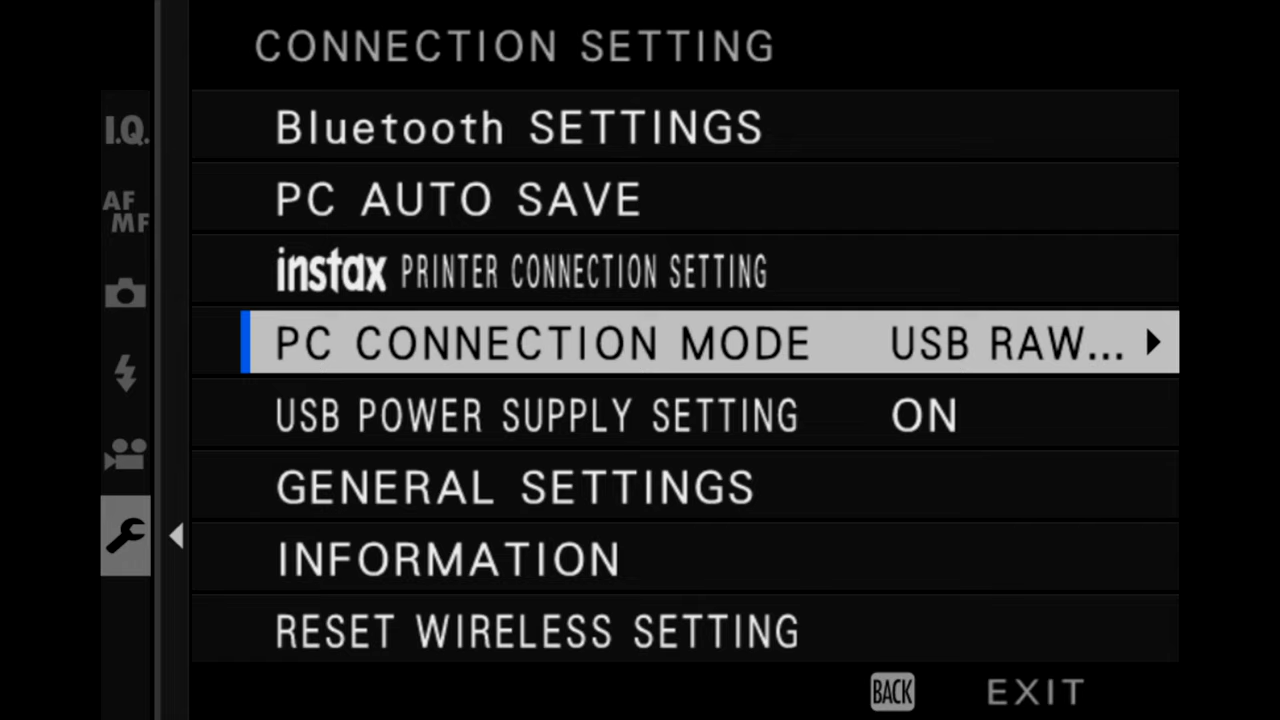 CONNECTION SETTING
I.Q.
Bluetooth SETTINGS
AF
MF
PC AUTO SAVE
instax PRINTER CONNECTION SETTING
PC CONNECTION MODE USB RAW...
USB POWER SUPPLY SETTING ON
GENERAL SETTINGS
INFORMATION
RESET WIRELESS SETTING
BACK EXIT